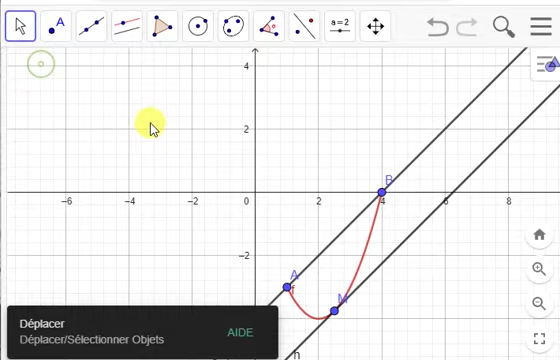 A
a = 2
4
2
−6
−4
−2
0
2
4
6
8
−2
B
A
f
M
Déplacer
Déplacer/Sélectionner Objets
AIDE
h